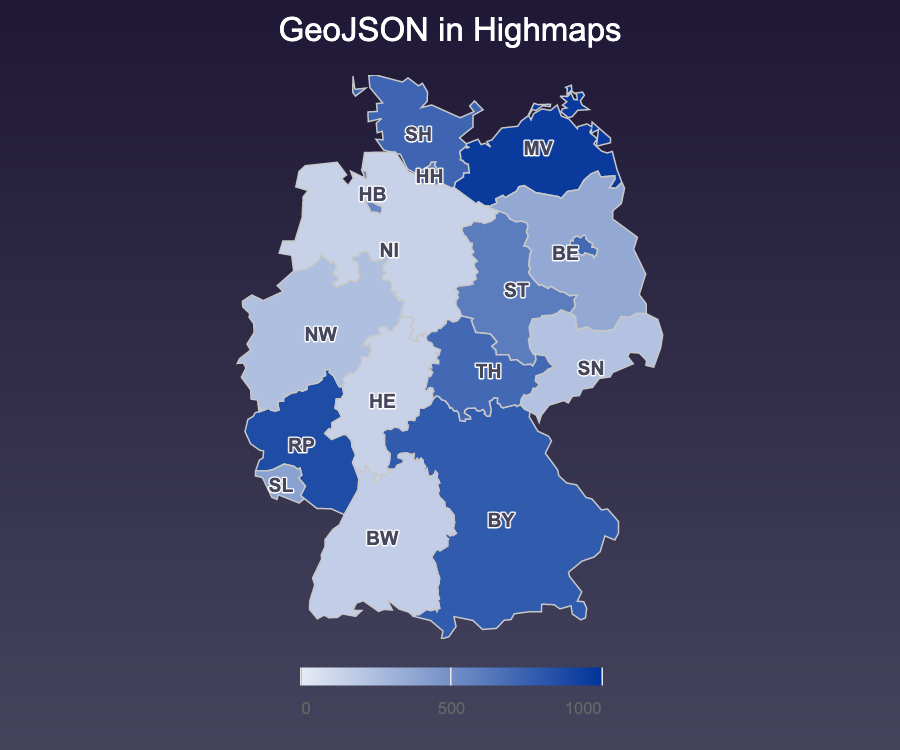 GeoJSON in Highmaps
SH
MV
HH
HB
NI
BE
ST
NW
TH
SN
HE
RP
SL
BY
BW
0 500 1000